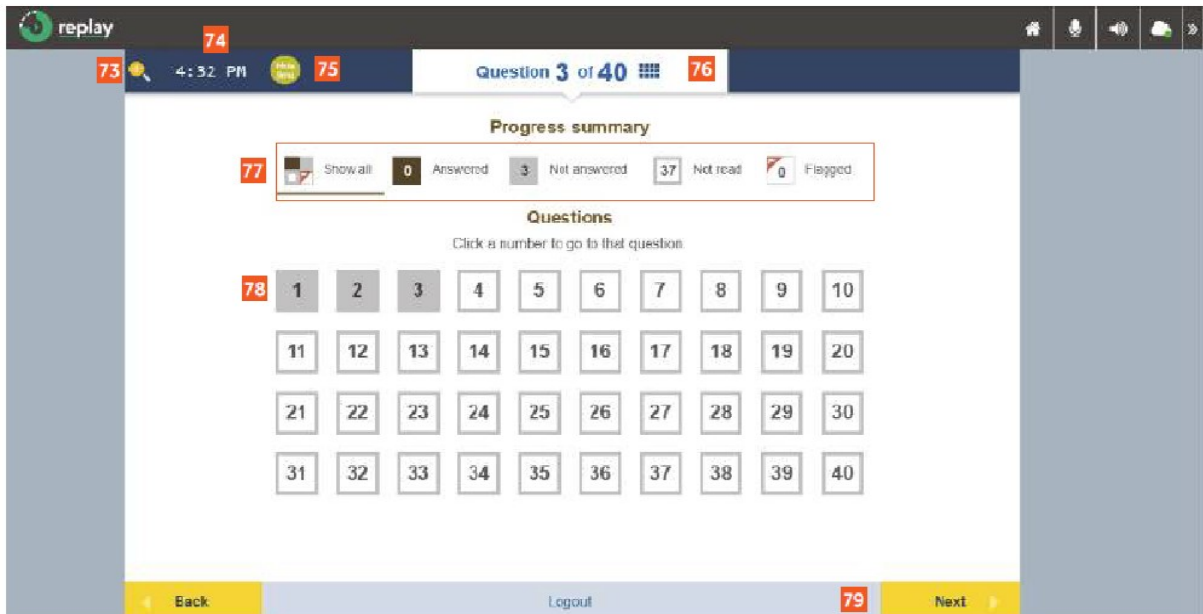 replay
74
73 4:32 PM 75 Question 3 of 40 76
Progress summary
77 Show all 0 Answered 3 Not answered 37 Not read 0 Flagged
Questions
Click a number to go to that question
78 1 2 3 4 5 6 7 8 9 10
11 12 13 14 15 16 17 18 19 20
21 22 23 24 25 26 27 28 29 30
31 32 33 34 35 36 37 38 39 40
Back Logout 79 Next